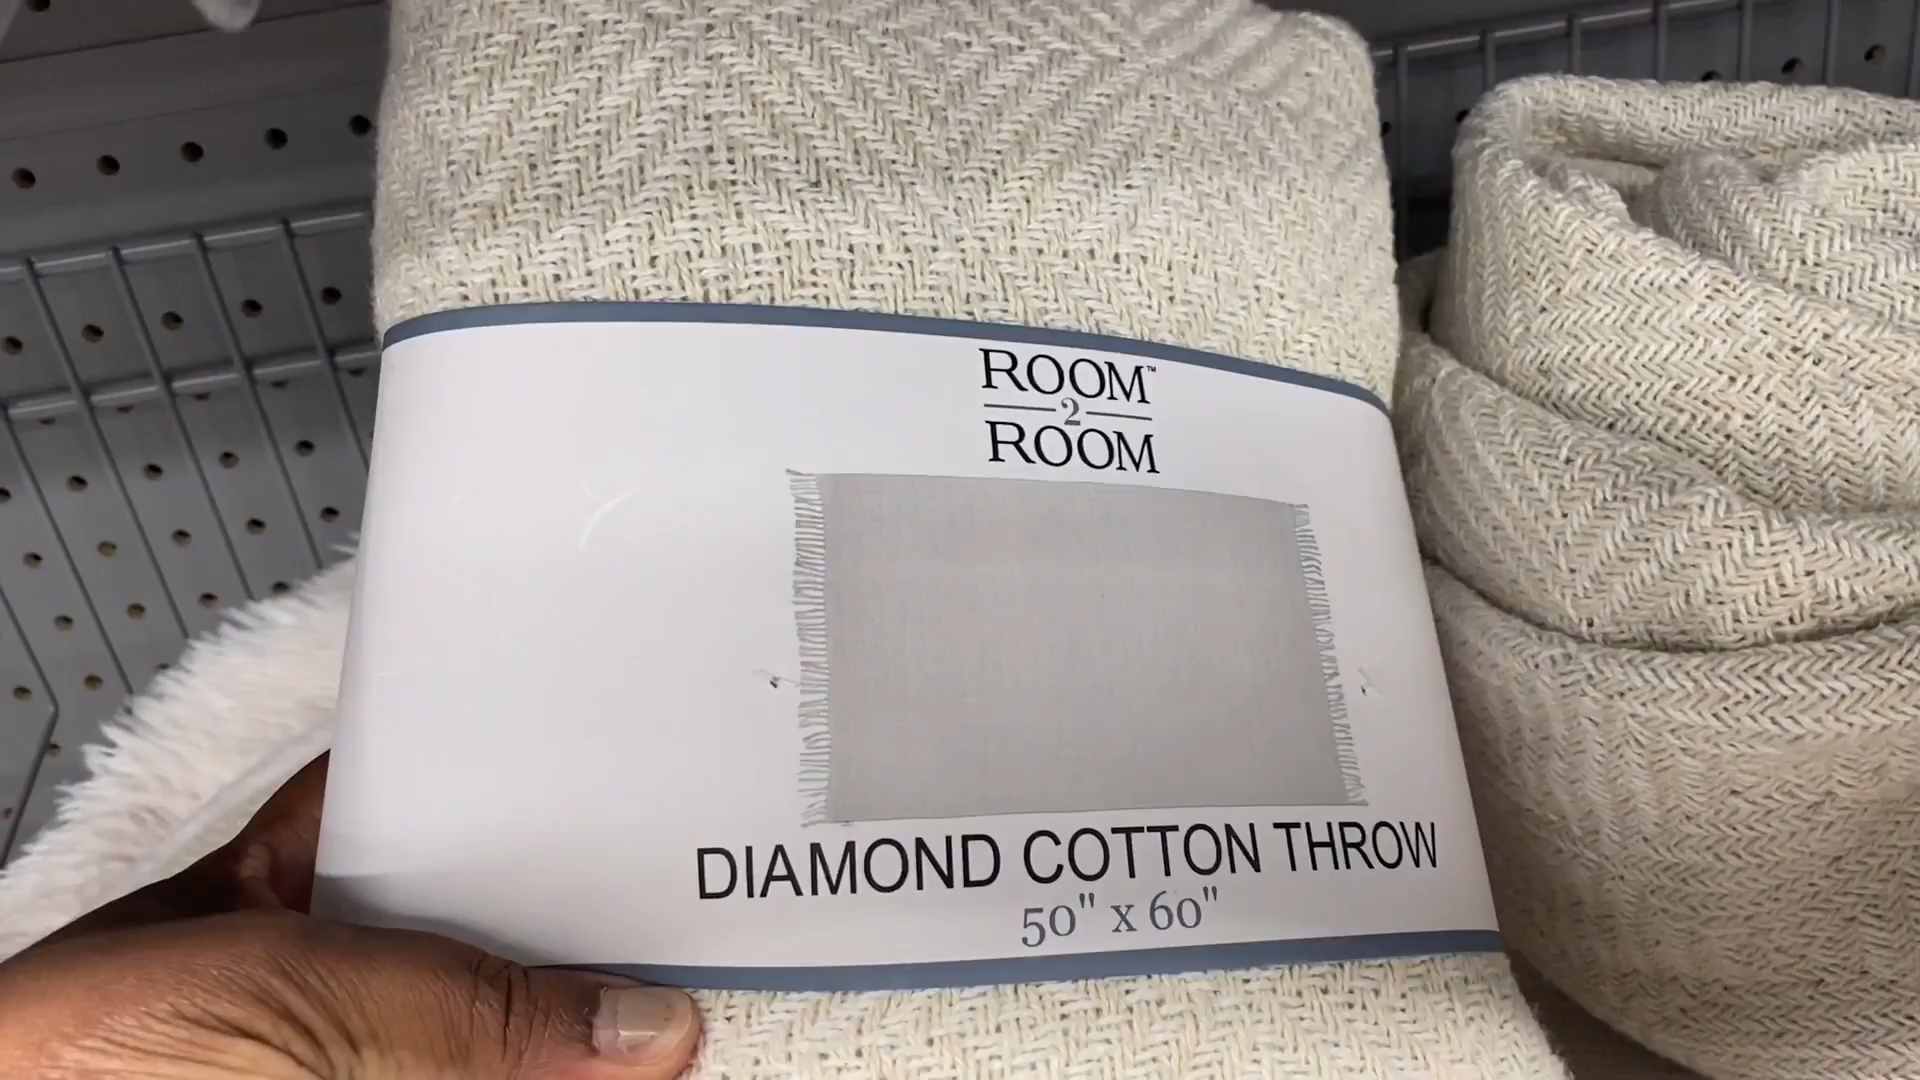 ROOM™
2
ROOM
DIAMOND COTTON THROW
50" x 60"